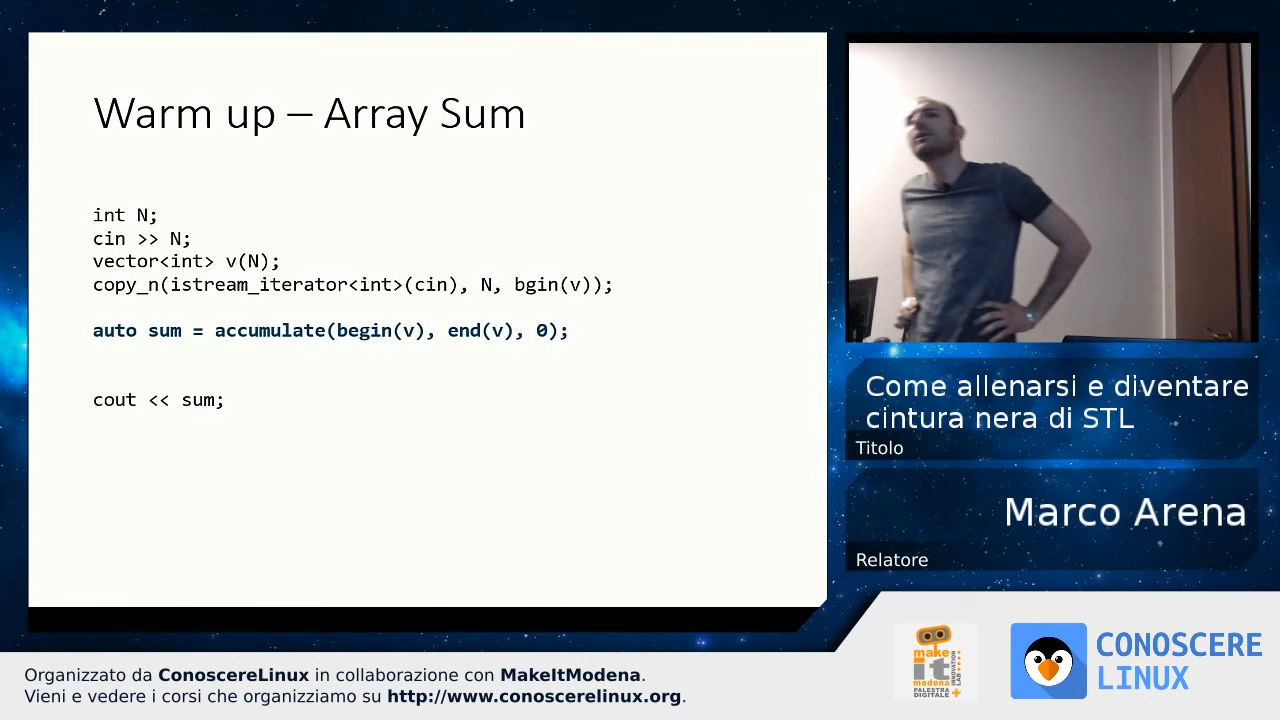 Warm up – Array Sum
int N;
cin >> N;
vector<int> v(N);
copy_n(istream_iterator<int>(cin), N, bgin(v));
auto sum = accumulate(begin(v), end(v), 0);
cout << sum;
Come allenarsi e diventare
cintura nera di STL
Titolo
Marco Arena
Relatore
make
it
modena
PALESTRA
DIGITALE
INNOVATION
LAB
CONOSCERE
LINUX
Organizzato da ConoscereLinux in collaborazione con MakeItModena.
Vieni e vedere i corsi che organizziamo su http://www.conoscerelinux.org.